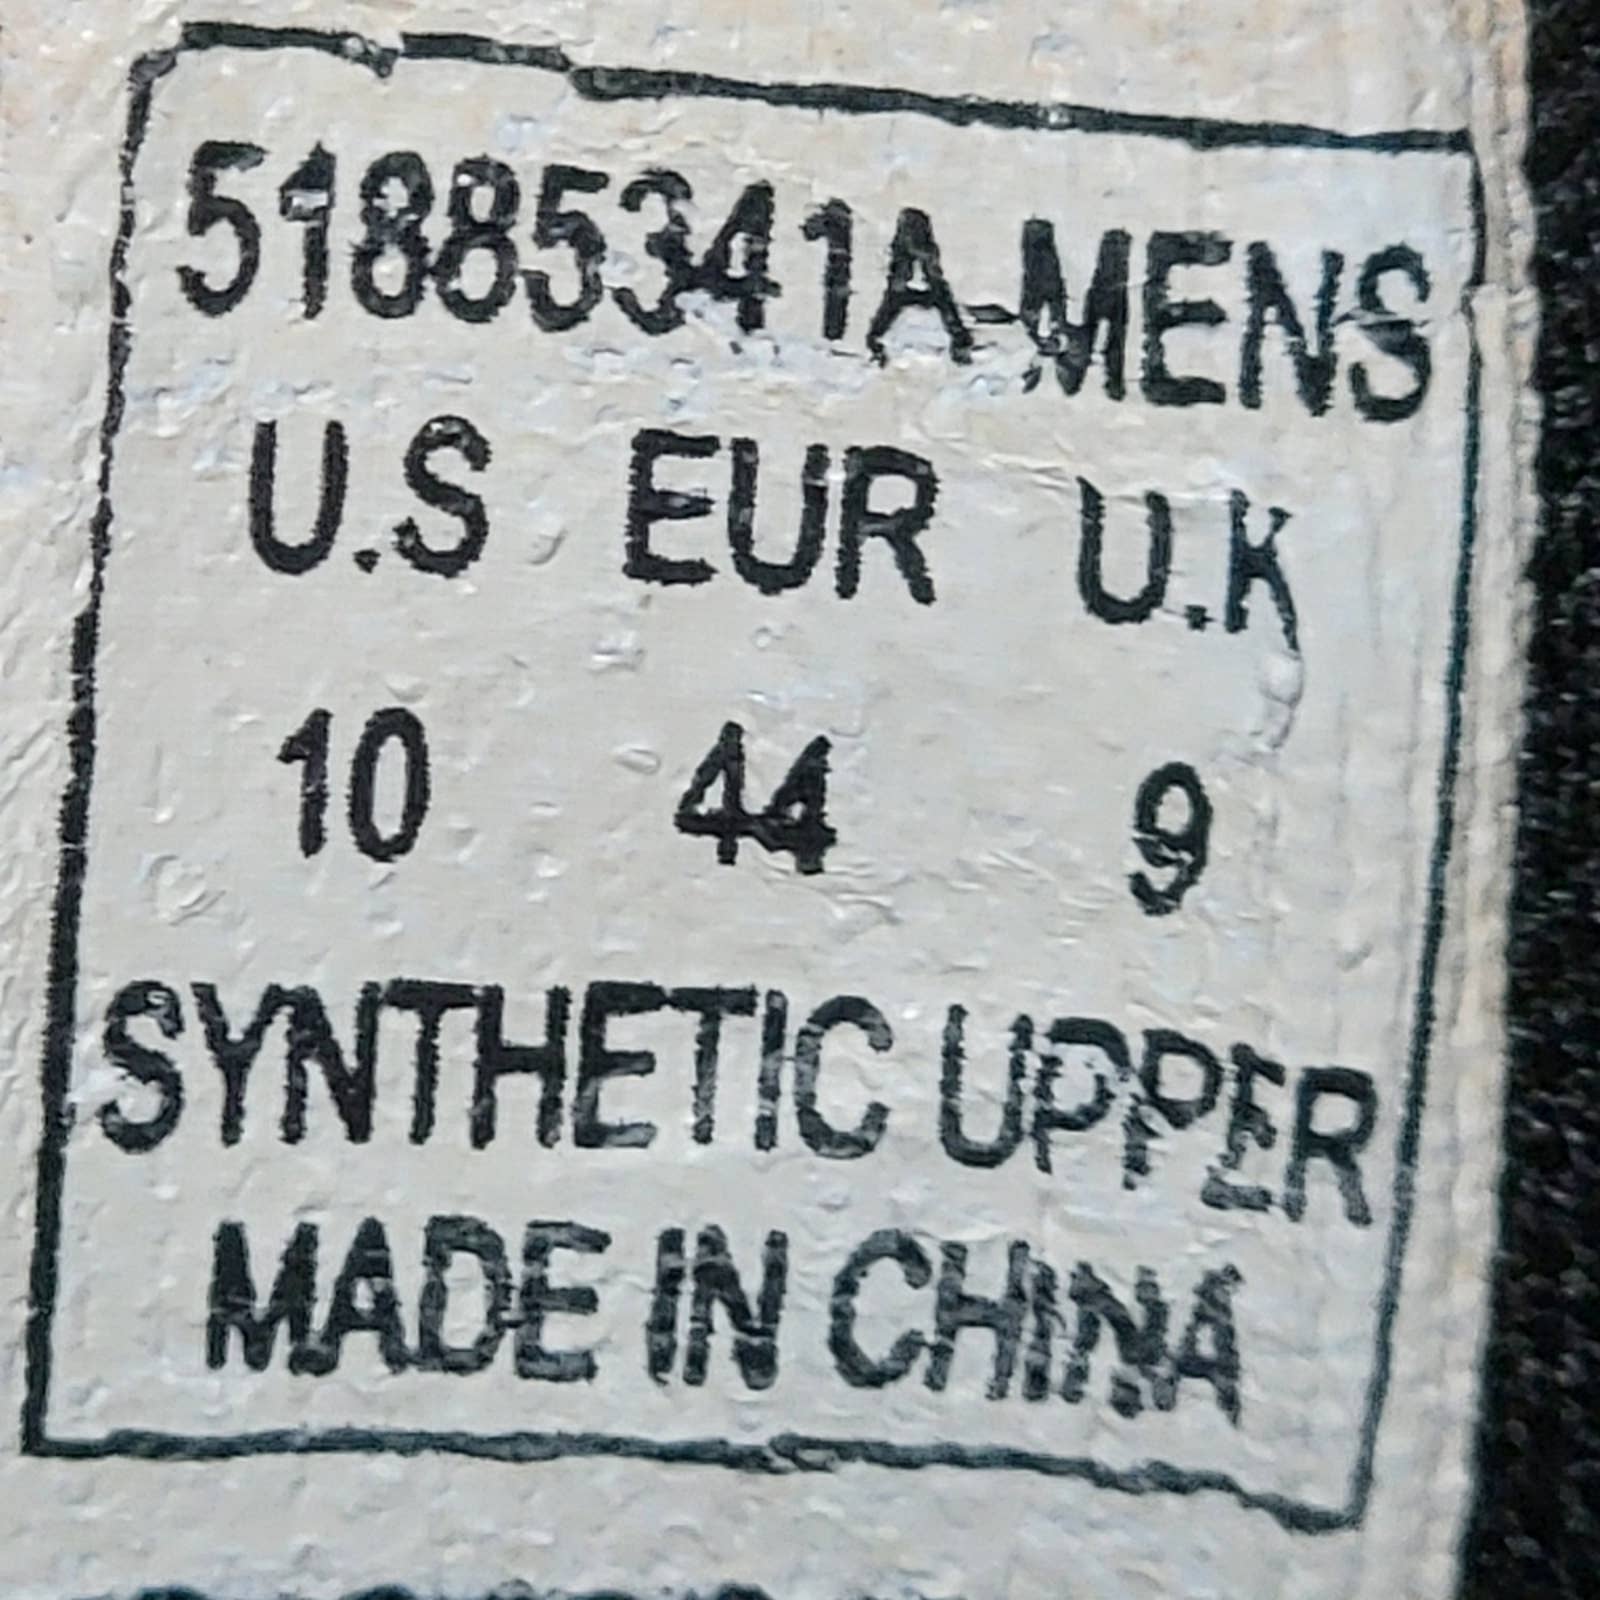 51885341A-MENS
U.S EUR U.K
10 44 9
SYNTHETIC UPPER
MADE IN CHINA